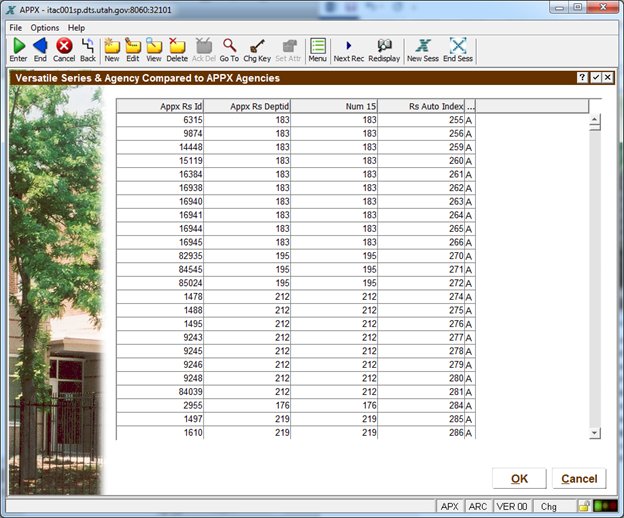 APPX - itac001sp.dts.utah.gov:8060:32101
File Options Help
Enter End Cancel Back New Edit View Delete Ack Del Go To Chg Key Set Attr Menu Next Rec Redisplay New Sess End Sess
Versatile Series & Agency Compared to APPX Agencies
Appx Rs Id Appx Rs Deptid Num 15 Rs Auto Index ...
6315 183 183 255 A
9874 183 183 256 A
14448 183 183 259 A
15119 183 183 260 A
16384 183 183 261 A
16938 183 183 262 A
16940 183 183 263 A
16941 183 183 264 A
16944 183 183 265 A
16945 183 183 266 A
82935 195 195 270 A
84545 195 195 271 A
85024 195 195 272 A
1478 212 212 274 A
1488 212 212 275 A
1495 212 212 276 A
9243 212 212 277 A
9245 212 212 278 A
9246 212 212 279 A
9248 212 212 280 A
84039 212 212 281 A
2955 176 176 284 A
1497 219 219 285 A
1610 219 219 286 A
OK Cancel
APX ARC VER 00 Chg